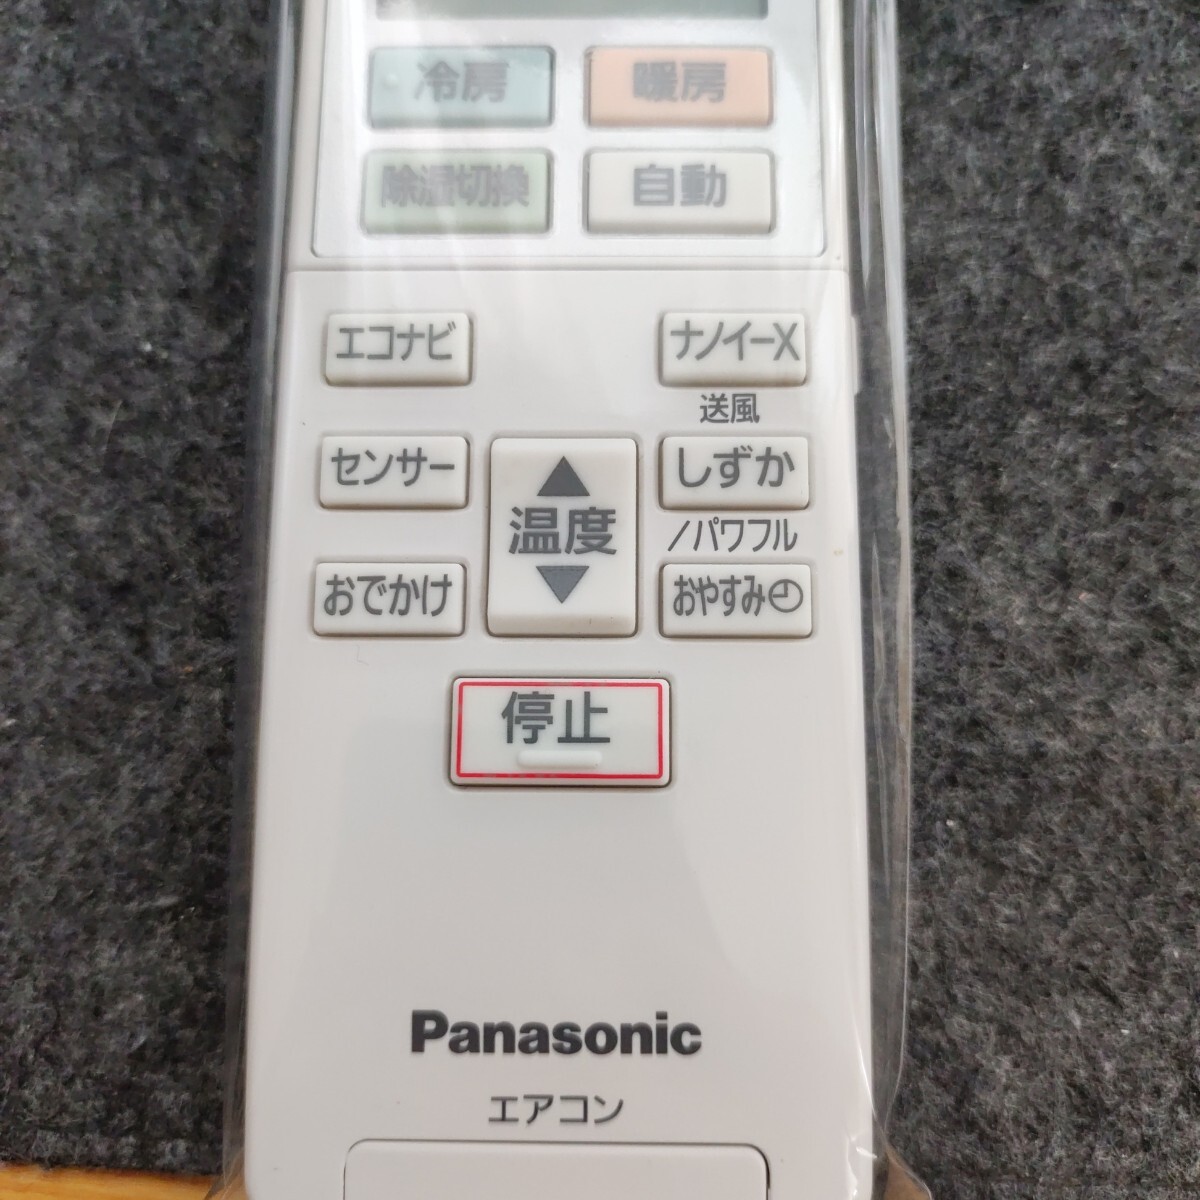 冷房 暖房
除湿切換 自動
エコナビ ナノイーX
送風
センサー しずか
温度
/パワフル
おでかけ おやすみ
停止
Panasonic
エアコン